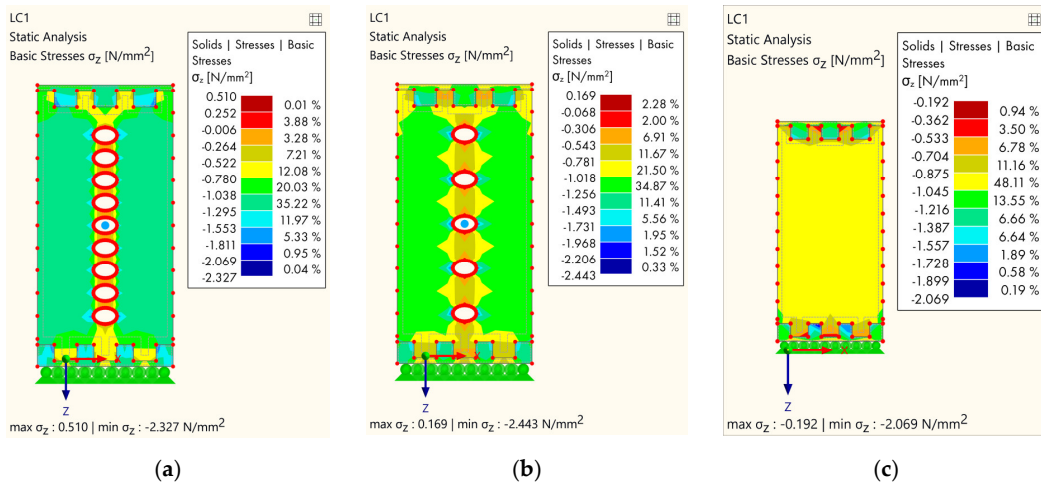 LC1
Static Analysis
Basic Stresses σz [N/mm²]
Solids | Stresses | Basic
Stresses
σz [N/mm²]
0.510
0.01 %
0.252
3.88 %
-0.006
3.28 %
-0.264
7.21 %
-0.522
12.08 %
-0.780
20.03 %
-1.038
35.22 %
-1.295
11.97 %
-1.553
5.33 %
-1.811
0.95 %
-2.069
0.04 %
-2.327
X
Z
max σz : 0.510 | min σz : -2.327 N/mm²
(a)
LC1
Static Analysis
Basic Stresses σz [N/mm²]
Solids | Stresses | Basic
Stresses
σz [N/mm²]
0.169
2.28 %
-0.068
2.00 %
-0.306
6.91 %
-0.543
11.67 %
-0.781
21.50 %
-1.018
34.87 %
-1.256
11.41 %
-1.493
5.56 %
-1.731
1.95 %
-1.968
1.52 %
-2.206
0.33 %
-2.443
X
Z
max σz : 0.169 | min σz : -2.443 N/mm²
(b)
LC1
Static Analysis
Basic Stresses σz [N/mm²]
Solids | Stresses | Basic
Stresses
σz [N/mm²]
-0.192
0.94 %
-0.362
3.50 %
-0.533
6.78 %
-0.704
11.16 %
-0.875
48.11 %
-1.045
13.55 %
-1.216
6.66 %
-1.387
6.64 %
-1.557
1.89 %
-1.728
0.58 %
-1.899
0.19 %
-2.069
X
Z
max σz : -0.192 | min σz : -2.069 N/mm²
(c)